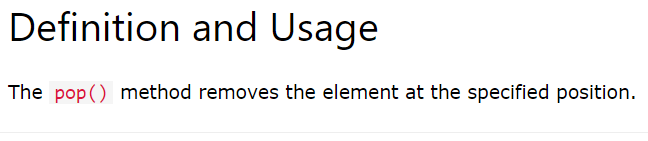 Definition and Usage
The pop() method removes the element at the specified position.